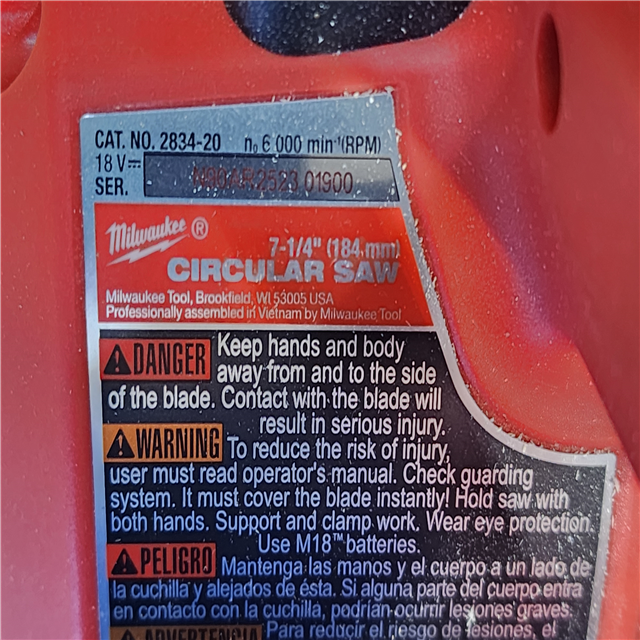 CAT. NO. 2834-20 n₀ 6 000 min⁻¹(RPM)
18 V⎓
SER. 2523 01900
Milwaukee ®
7-1/4" (184 mm)
CIRCULAR SAW
Milwaukee Tool, Brookfield, WI 53005 USA
Professionally assembled in Vietnam by Milwaukee Tool
DANGER Keep hands and body
away from and to the side
of the blade. Contact with the blade will
result in serious injury.
WARNING To reduce the risk of injury,
user must read operator's manual. Check guarding
system. It must cover the blade instantly! Hold saw with
both hands. Support and clamp work. Wear eye protection.
Use M18™ batteries.
PELIGRO Mantenga las manos y el cuerpo a un lado de
la cuchilla y alejados de ésta. Si alguna parte del cuerpo entra
en contacto con la cuchilla, podrían ocurrir lesiones graves.
ADVERTENCIA Para reducir el riesgo de lesiones, el